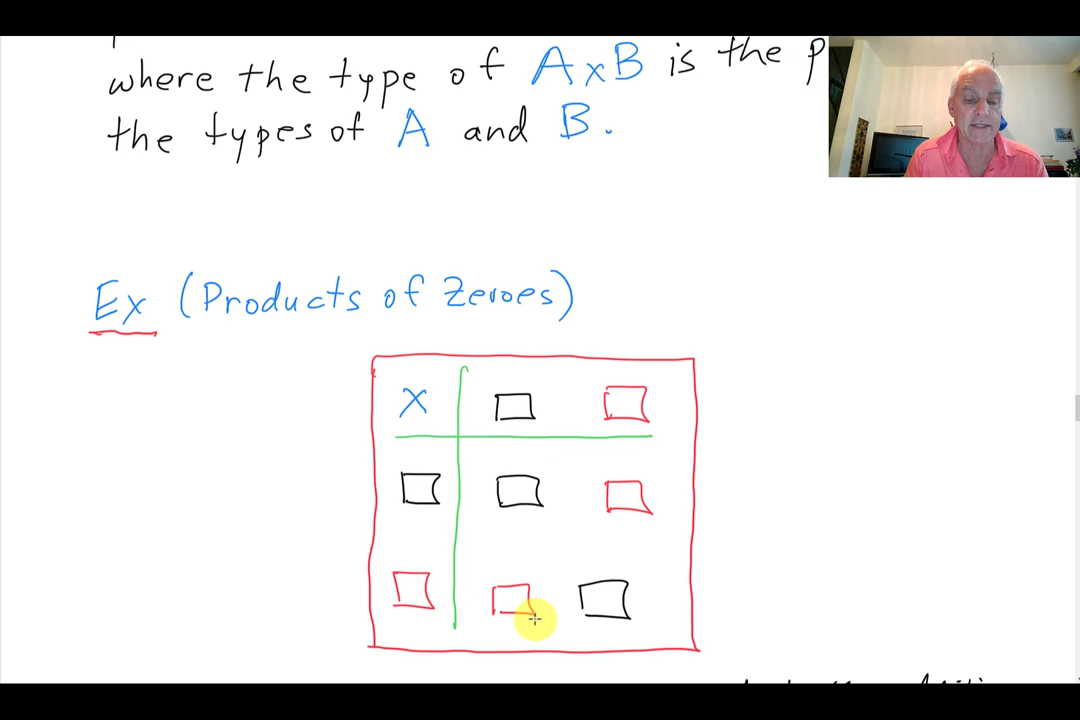 where the type of A×B is the p
the types of A and B.
Ex (Products of Zeroes)
×